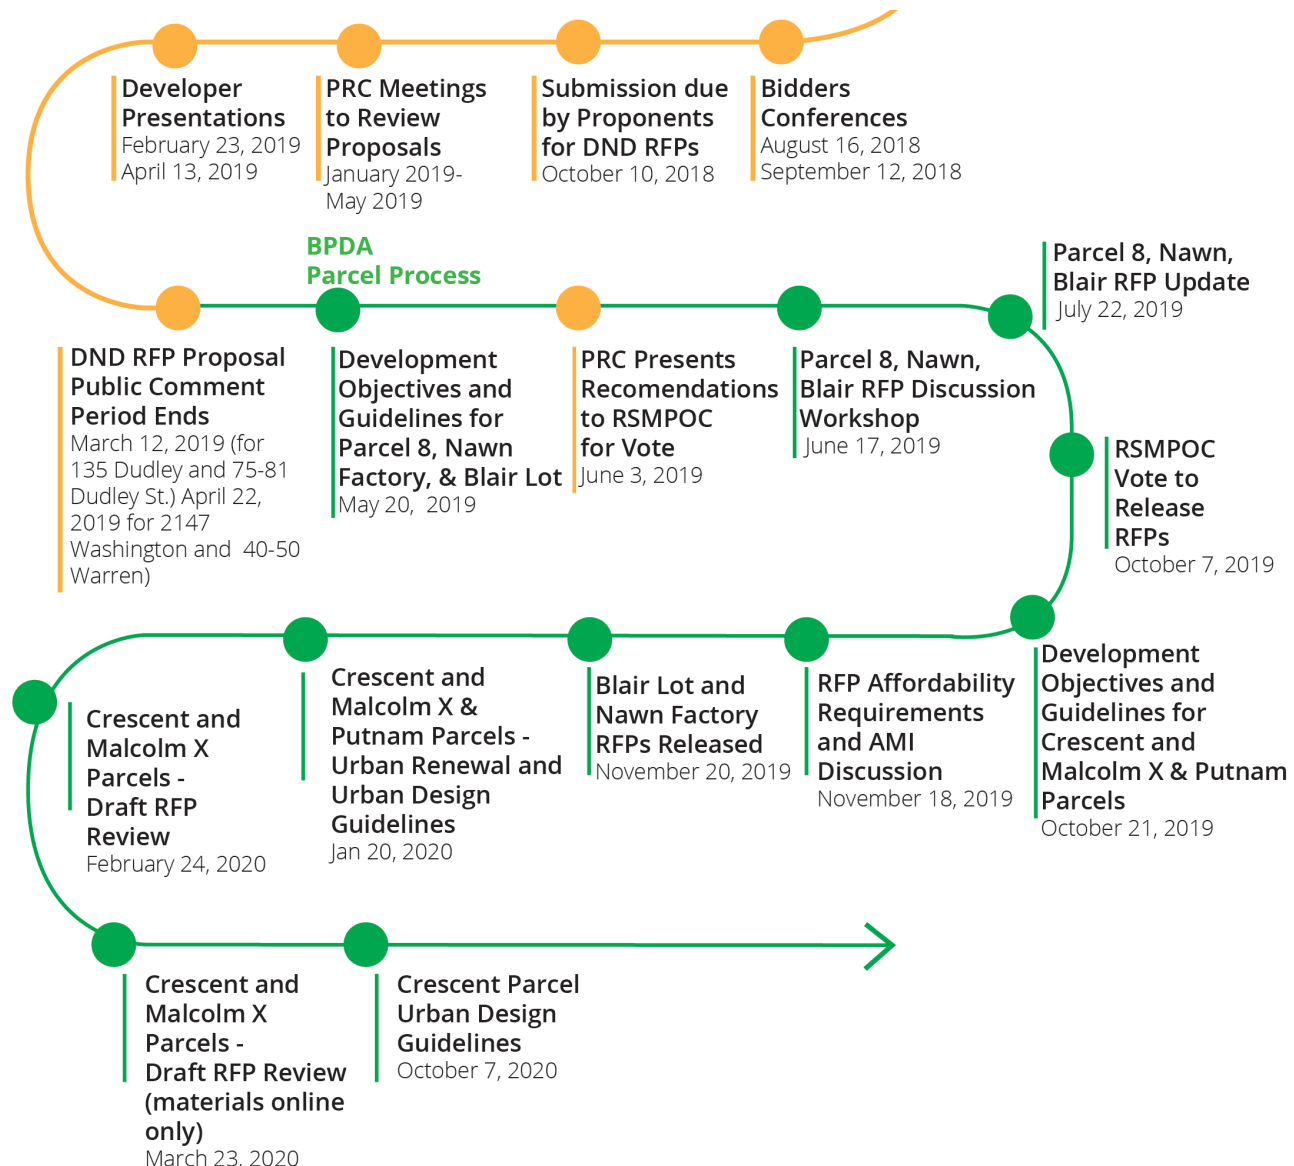 Developer
Presentations
February 23, 2019
April 13, 2019
PRC Meetings
to Review
Proposals
January 2019-
May 2019
Submission due
by Proponents
for DND RFPs
October 10, 2018
Bidders
Conferences
August 16, 2018
September 12, 2018
BPDA
Parcel Process
DND RFP Proposal
Public Comment
Period Ends
March 12, 2019 (for
135 Dudley and 75-81
Dudley St.) April 22,
2019 for 2147
Washington and  40-50
Warren)
Development
Objectives and
Guidelines for
Parcel 8, Nawn
Factory, & Blair Lot
May 20,  2019
PRC Presents
Recomendations
to RSMPOC
for Vote
June 3, 2019
Parcel 8, Nawn,
Blair RFP Discussion
Workshop
June 17, 2019
Parcel 8, Nawn,
Blair RFP Update
July 22, 2019
RSMPOC
Vote to
Release
RFPs
October 7, 2019
Development
Objectives and
Guidelines for
Crescent and
Malcolm X & Putnam
Parcels
October 21, 2019
RFP Affordability
Requirements
and AMI
Discussion
November 18, 2019
Blair Lot and
Nawn Factory
RFPs Released
November 20, 2019
Crescent and
Malcolm X &
Putnam Parcels -
Urban Renewal and
Urban Design
Guidelines
Jan 20, 2020
Crescent and
Malcolm X
Parcels -
Draft RFP
Review
February 24, 2020
Crescent and
Malcolm X
Parcels -
Draft RFP Review
(materials online
only)
March 23, 2020
Crescent Parcel
Urban Design
Guidelines
October 7, 2020